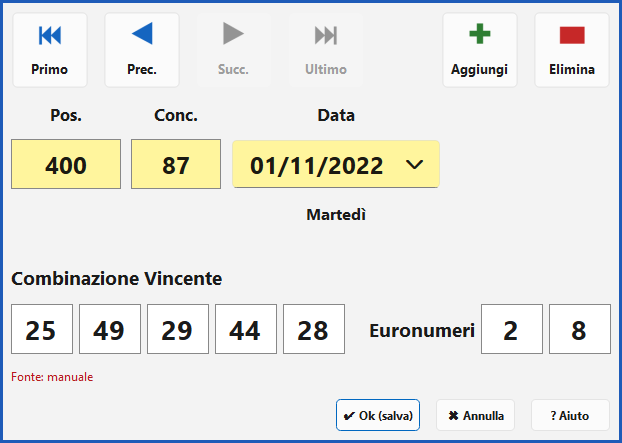 Primo Prec. Succ. Ultimo Aggiungi Elimina
Pos. Conc. Data
400 87 01/11/2022
Martedì
Combinazione Vincente
25 49 29 44 28 Euronumeri 2 8
Fonte: manuale
✔ Ok (salva) ✖ Annulla ? Aiuto